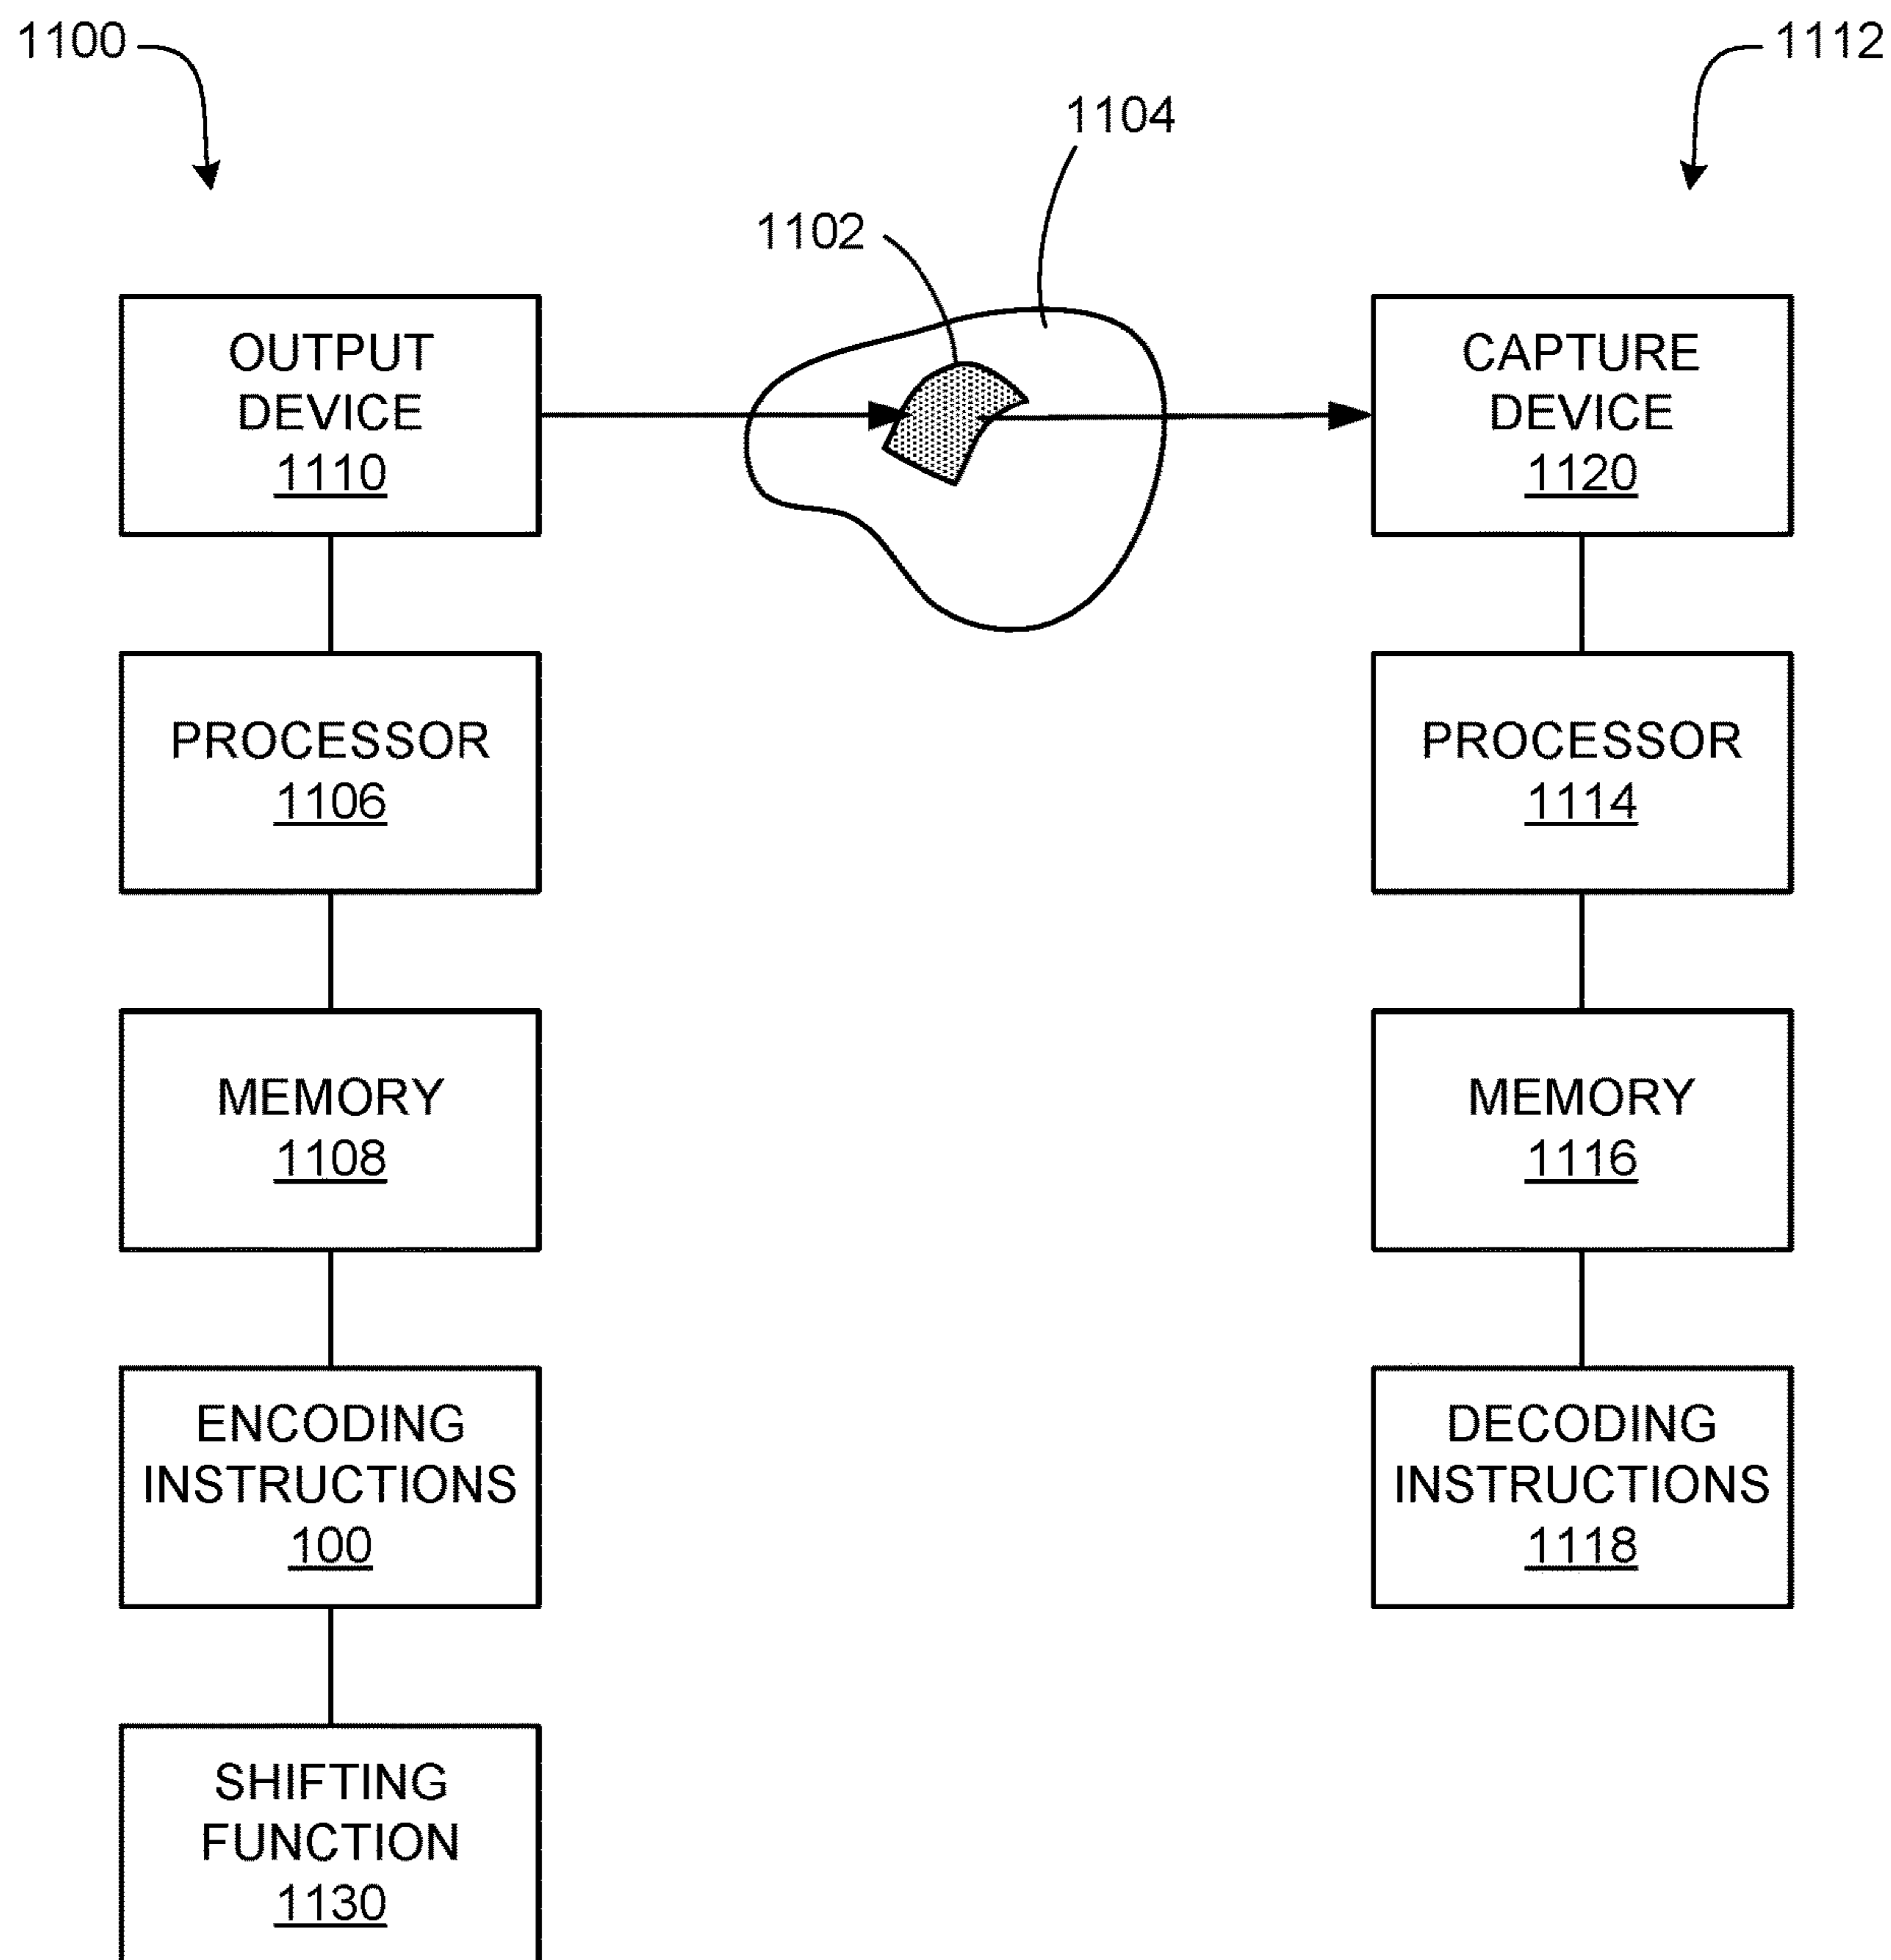 1100
1112
1104
1102
OUTPUT
DEVICE
1110
CAPTURE
DEVICE
1120
PROCESSOR
1106
PROCESSOR
1114
MEMORY
1108
MEMORY
1116
ENCODING
INSTRUCTIONS
100
DECODING
INSTRUCTIONS
1118
SHIFTING
FUNCTION
1130